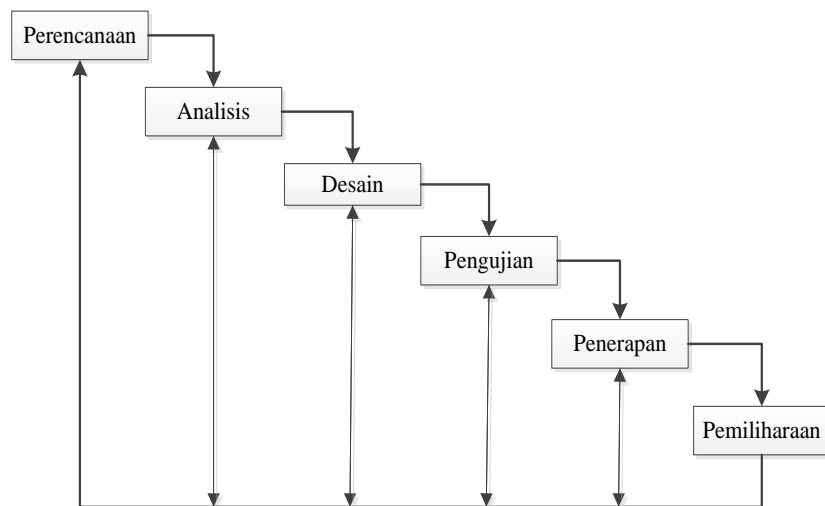 Perencanaan
Analisis
Desain
Pengujian
Penerapan
Pemiliharaan